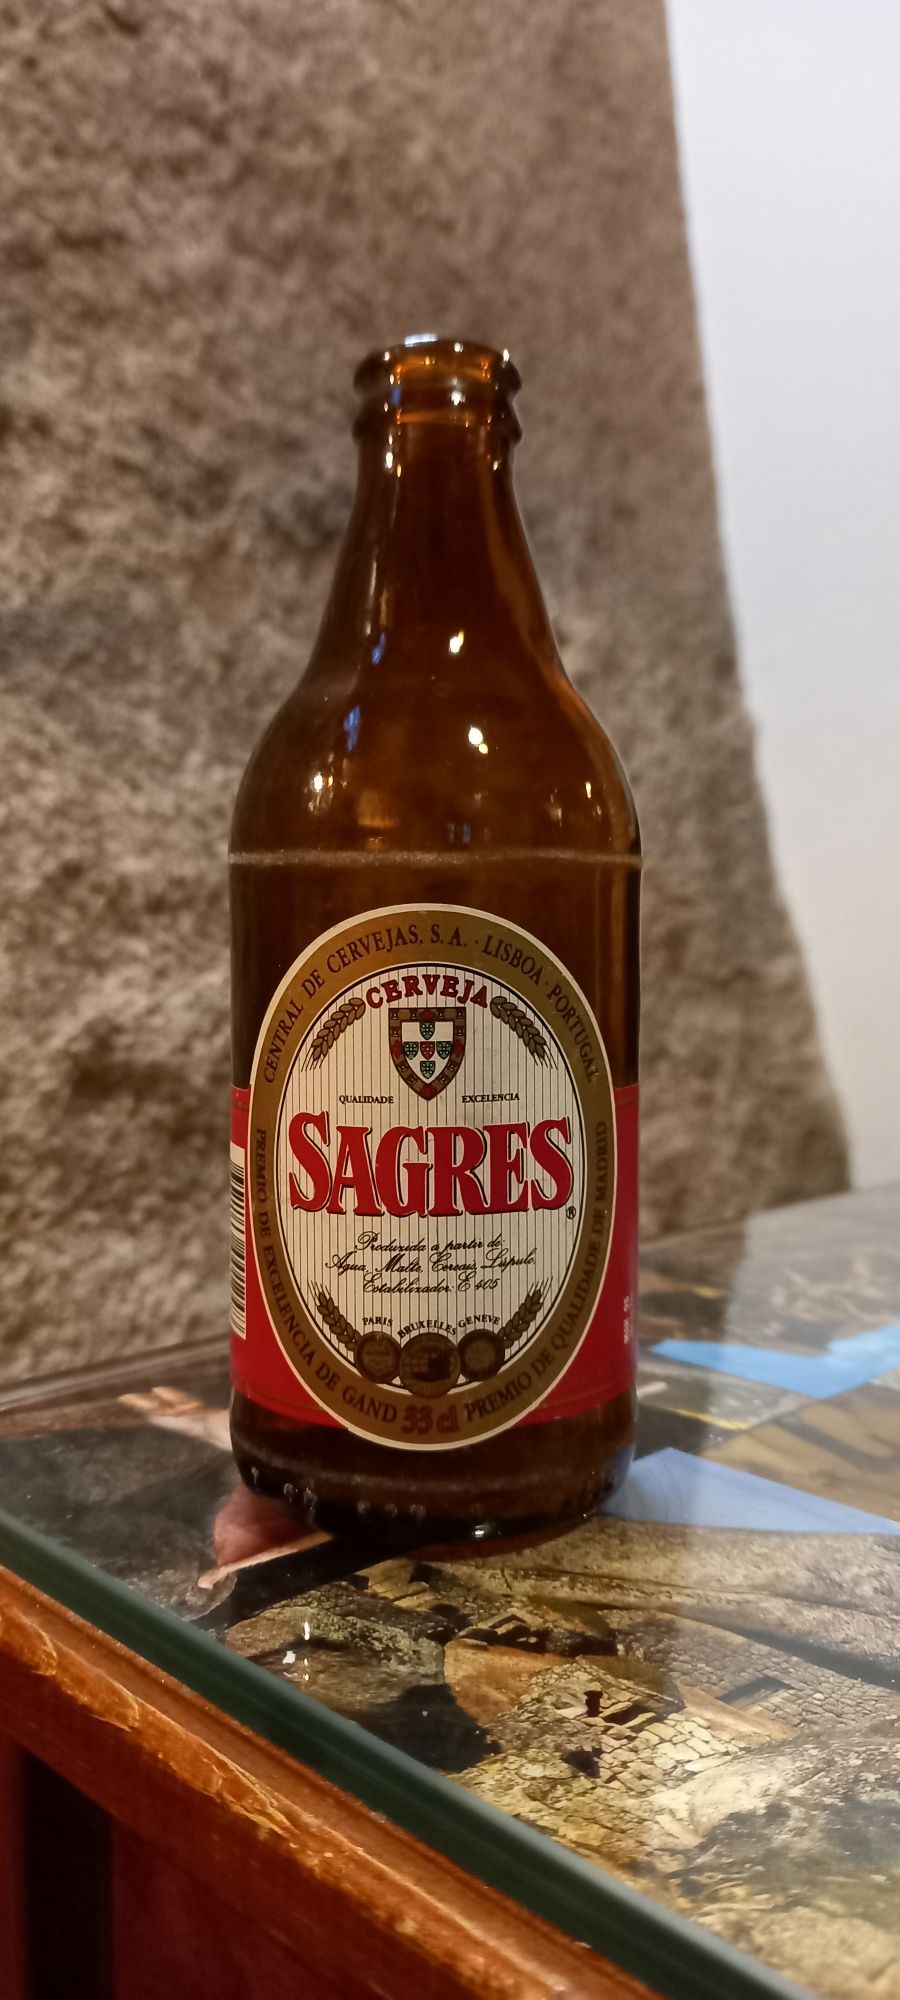 CENTRAL DE CERVEJAS, S.A. · LISBOA · PORTUGAL
CERVEJA
QUALIDADE EXCELENCIA
SAGRES®
Produzida a partir de:
Agua, Malte, Cereais, Lúpulo,
Estabilizador: E 405
PARIS BRUXELLES GENEVE
PREMIO DE EXCELENCIA DE GAND 33 cl PREMIO DE QUALIDADE DE MADRID